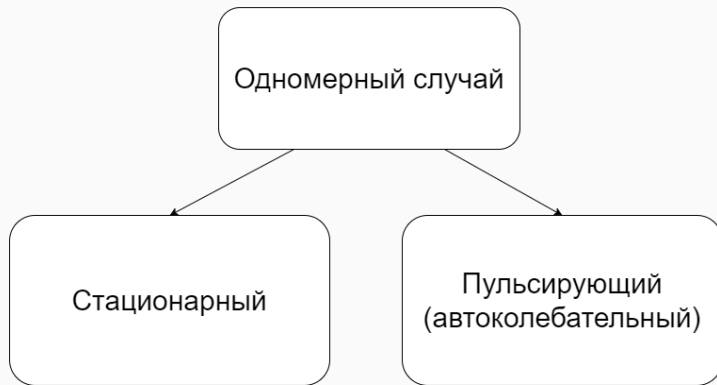 Одномерный случай
Стационарный
Пульсирующий
(автоколебательный)